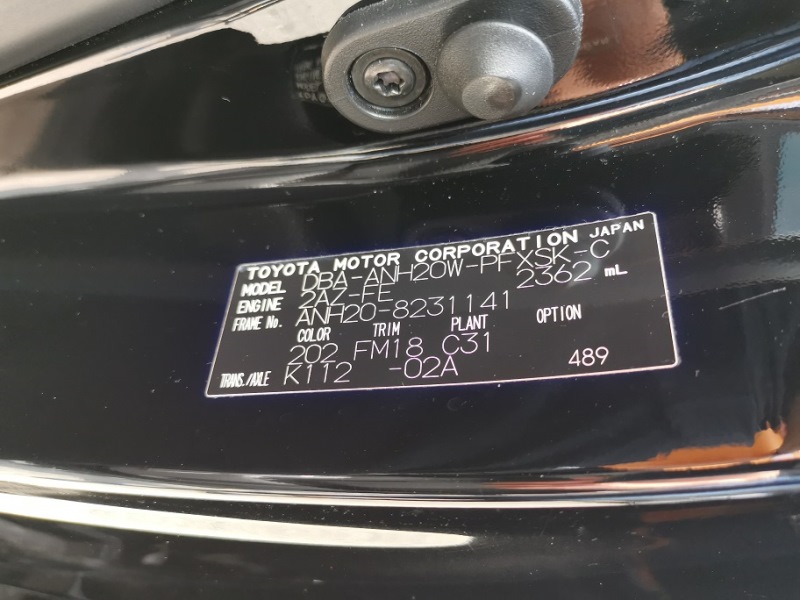 TOYOTA MOTOR CORPORATION JAPAN
MODEL DBA-ANH20W-PFXSK-C
ENGINE 2AZ-FE 2362 mL
FRAME No. ANH20-8231141
COLOR TRIM PLANT OPTION
202 FM18 C31
TRANS./AXLE K112 -02A 489